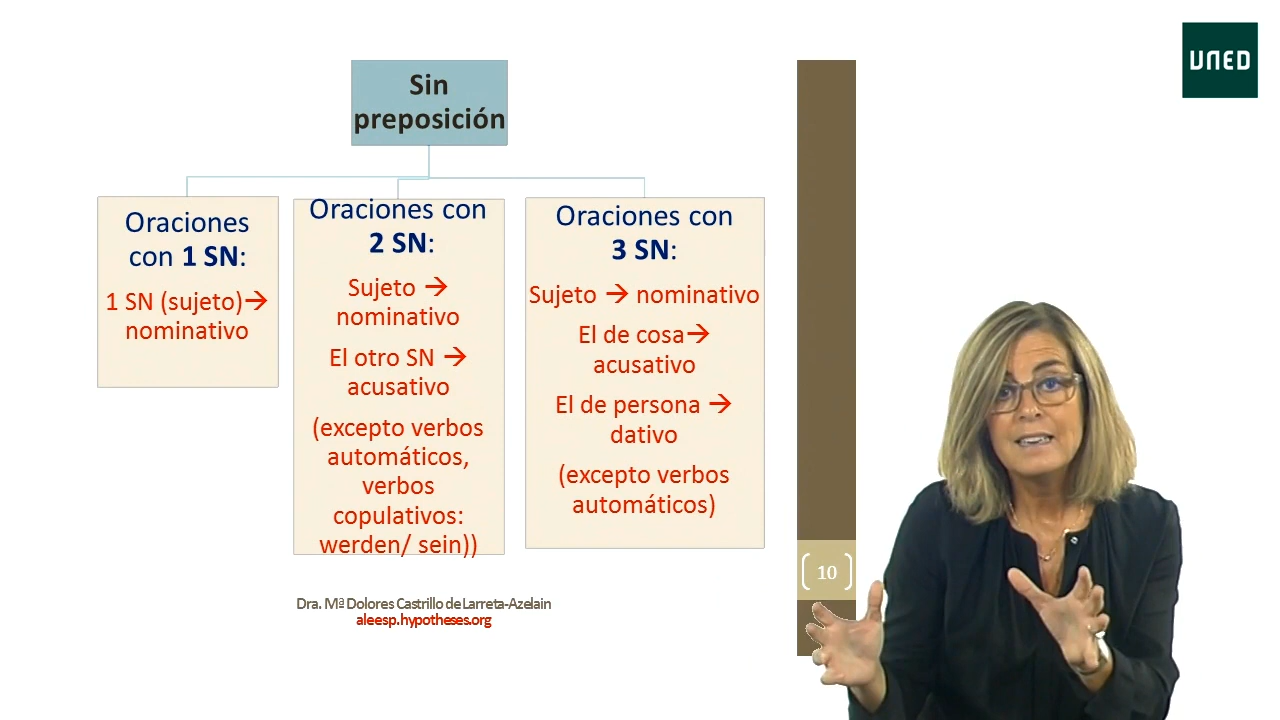 UNED
Sin
preposición
Oraciones
con 1 SN:
1 SN (sujeto)→
nominativo
Oraciones con
2 SN:
Sujeto →
nominativo
El otro SN →
acusativo
(excepto verbos
automáticos,
verbos
copulativos:
werden/ sein))
Oraciones con
3 SN:
Sujeto → nominativo
El de cosa→
acusativo
El de persona →
dativo
(excepto verbos
automáticos)
10
Dra. Mª Dolores Castrillo de Larreta-Azelain
aleesp.hypotheses.org